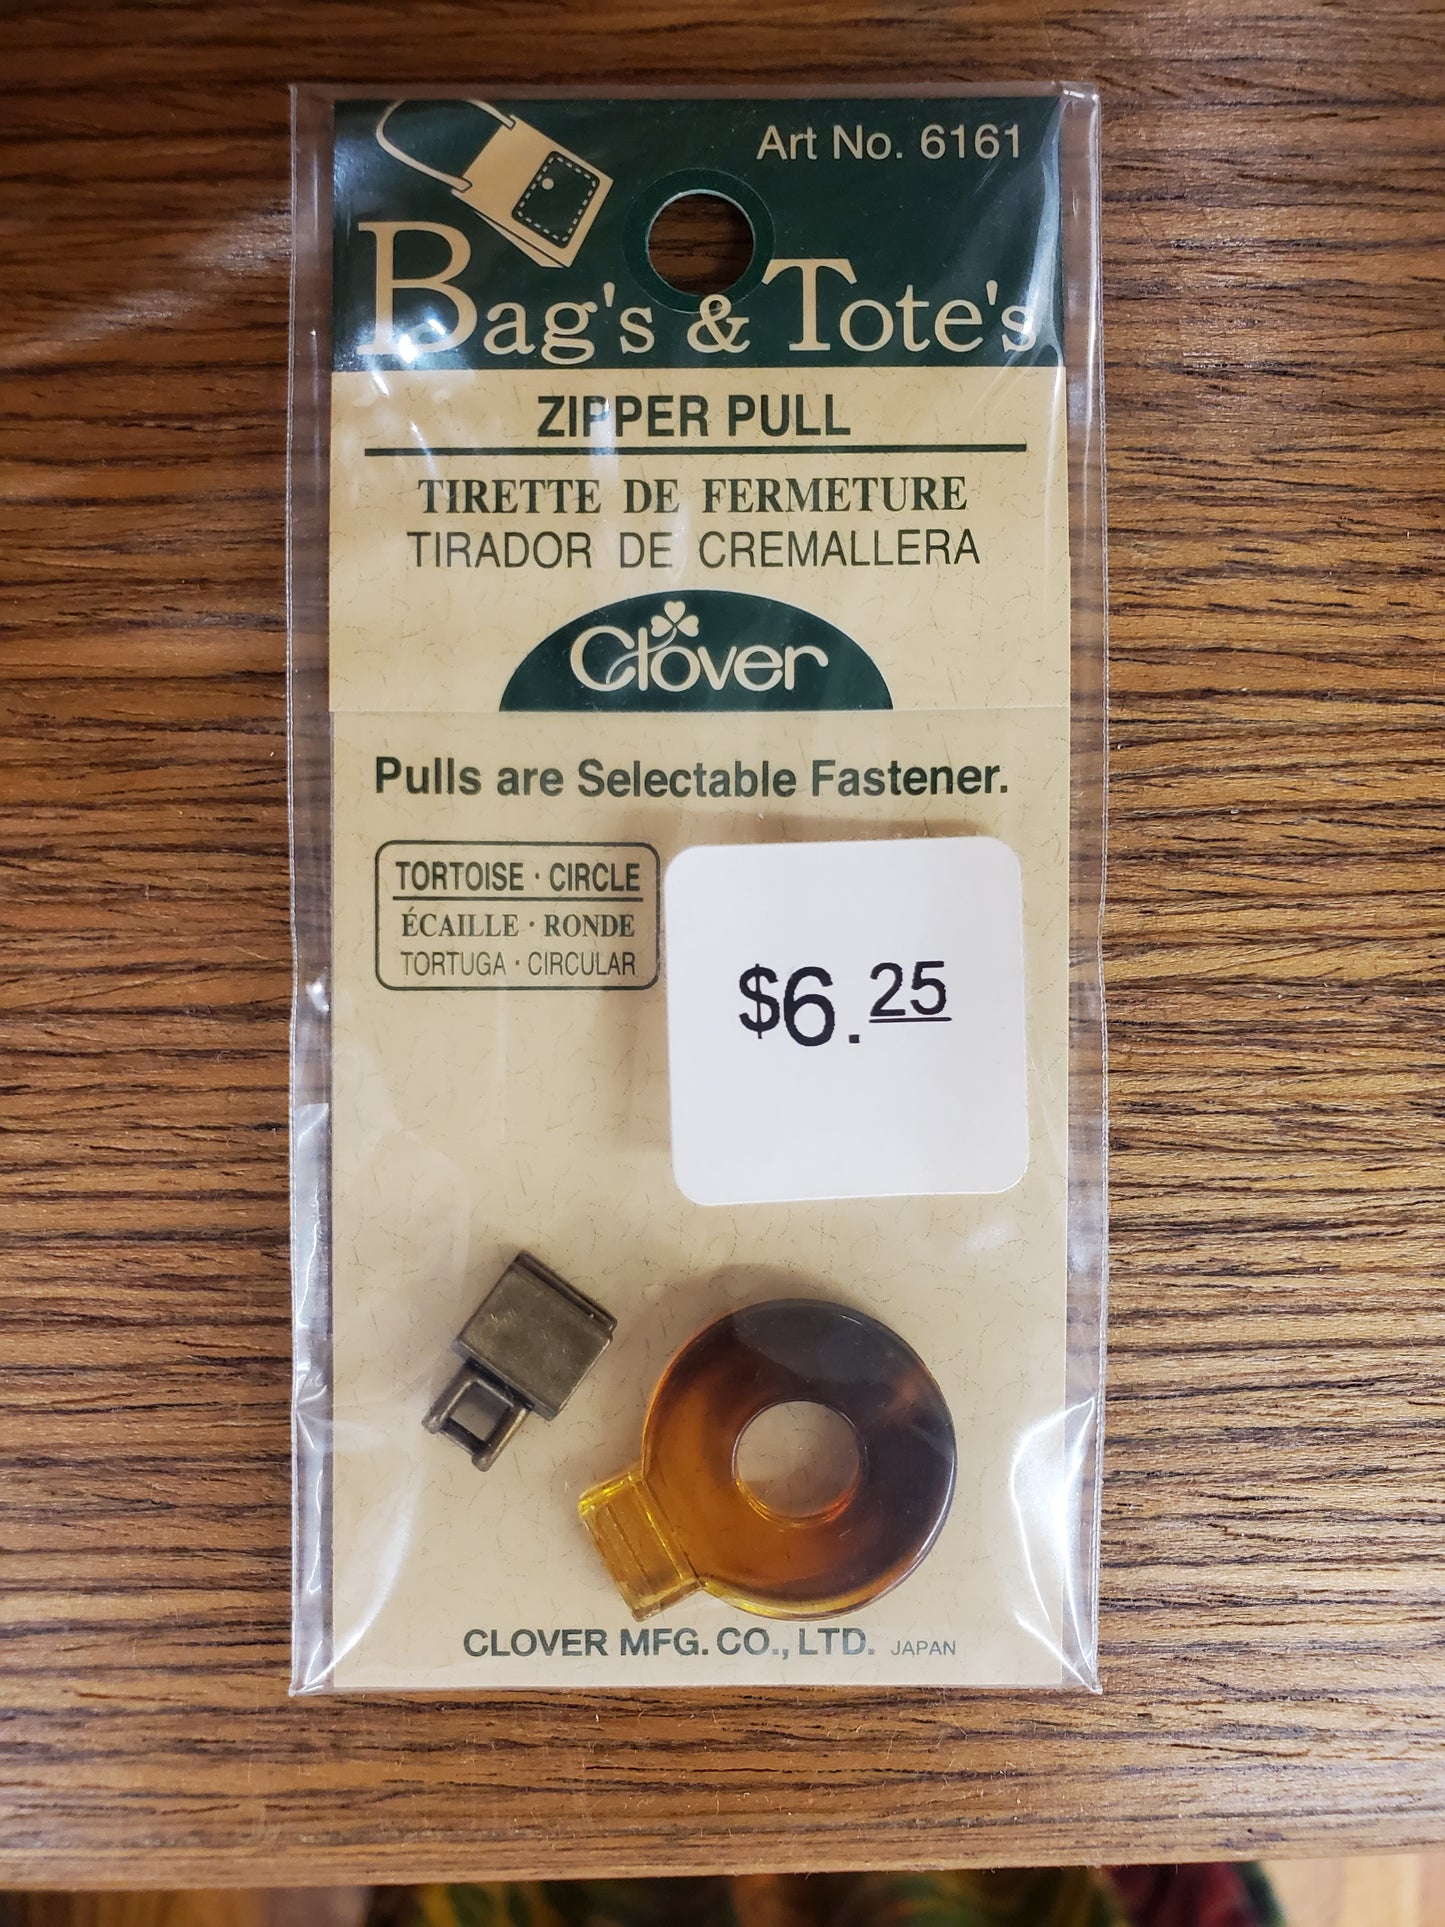 Art No. 6161
Bag's & Tote's
ZIPPER PULL
TIRETTE DE FERMETURE
TIRADOR DE CREMALLERA
Clover
Pulls are Selectable Fastener.
TORTOISE · CIRCLE
ÉCAILLE · RONDE
TORTUGA · CIRCULAR
$6.25
CLOVER MFG. CO., LTD. JAPAN